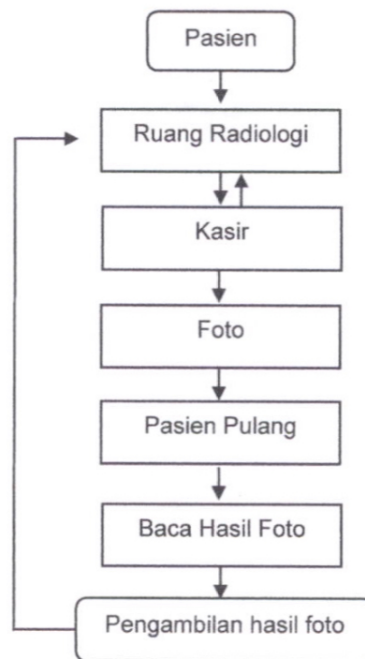 Pasien
Ruang Radiologi
Kasir
Foto
Pasien Pulang
Baca Hasil Foto
Pengambilan hasil foto